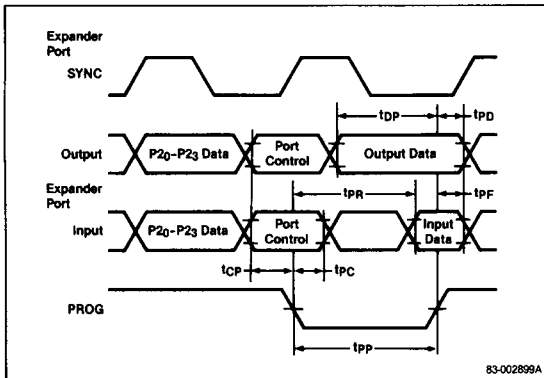 Expander
Port
SYNC
tDP
tPD
Output
P20-P23 Data
Port
Control
Output Data
Expander
Port
tPR
tPF
Input
P20-P23 Data
Port
Control
Input
Data
tCP
tPC
PROG
tPP
83-002899A